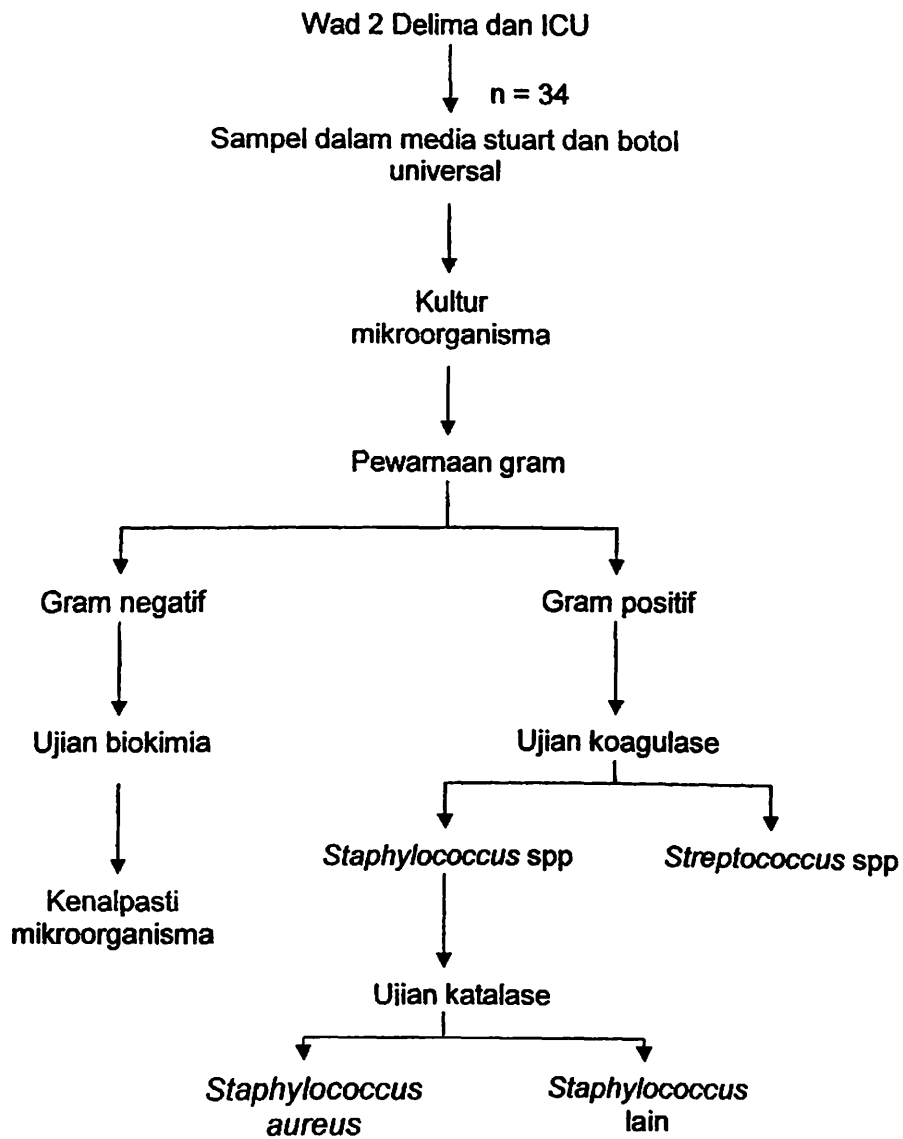 Wad 2 Delima dan ICU
n = 34
Sampel dalam media stuart dan botol
universal
Kultur
mikroorganisma
Pewarnaan gram
Gram negatif
Gram positif
Ujian biokimia
Ujian koagulase
Staphylococcus spp
Streptococcus spp
Kenalpasti
mikroorganisma
Ujian katalase
Staphylococcus
aureus
Staphylococcus
lain